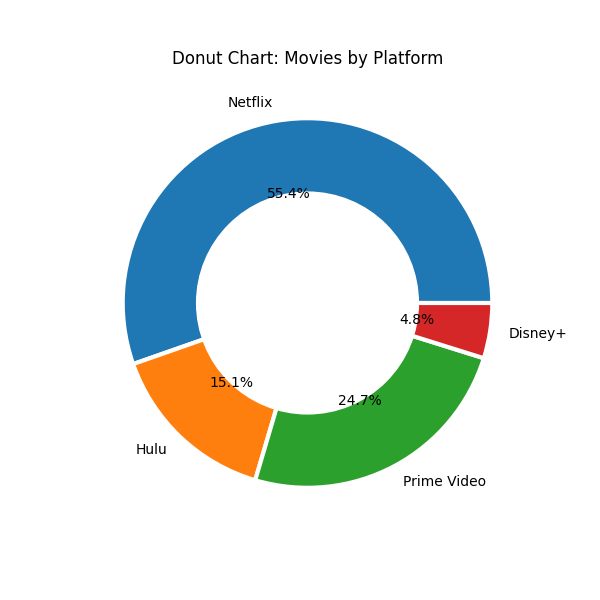 Donut Chart: Movies by Platform
Netflix
55.4%
4.8%
Disney+
15.1%
24.7%
Hulu
Prime Video